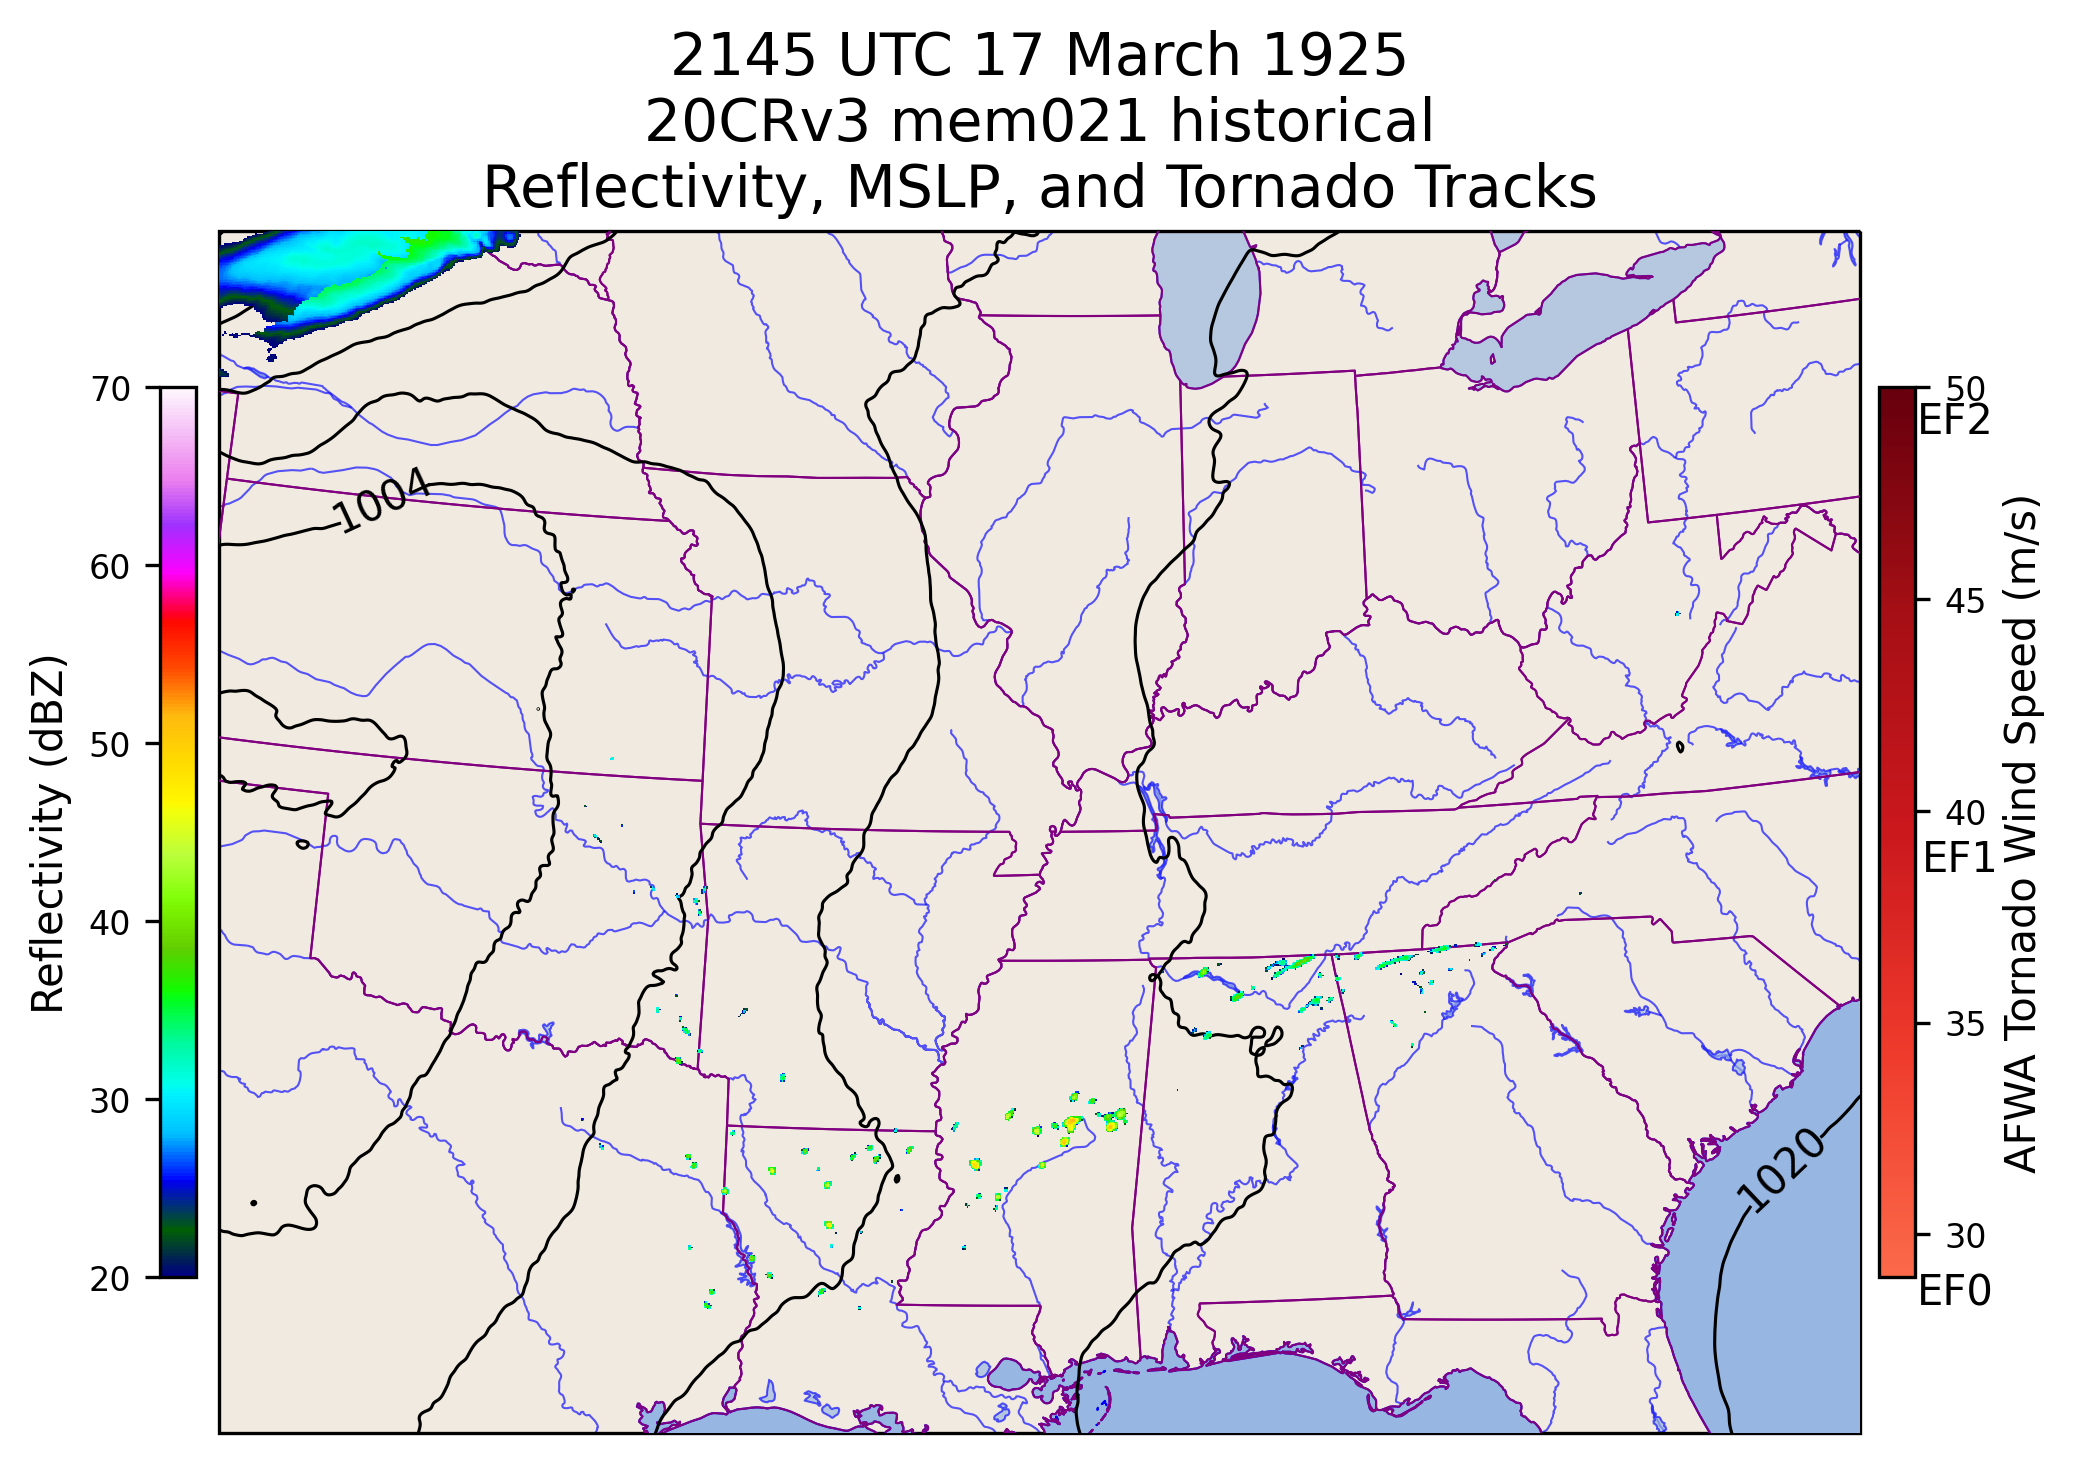 2145 UTC 17 March 1925
20CRv3 mem021 historical
Reflectivity, MSLP, and Tornado Tracks
Reflectivity (dBZ)
70
60
50
40
30
20
1004
1020
50
EF2
45
40
EF1
35
30
EF0
AFWA Tornado Wind Speed (m/s)